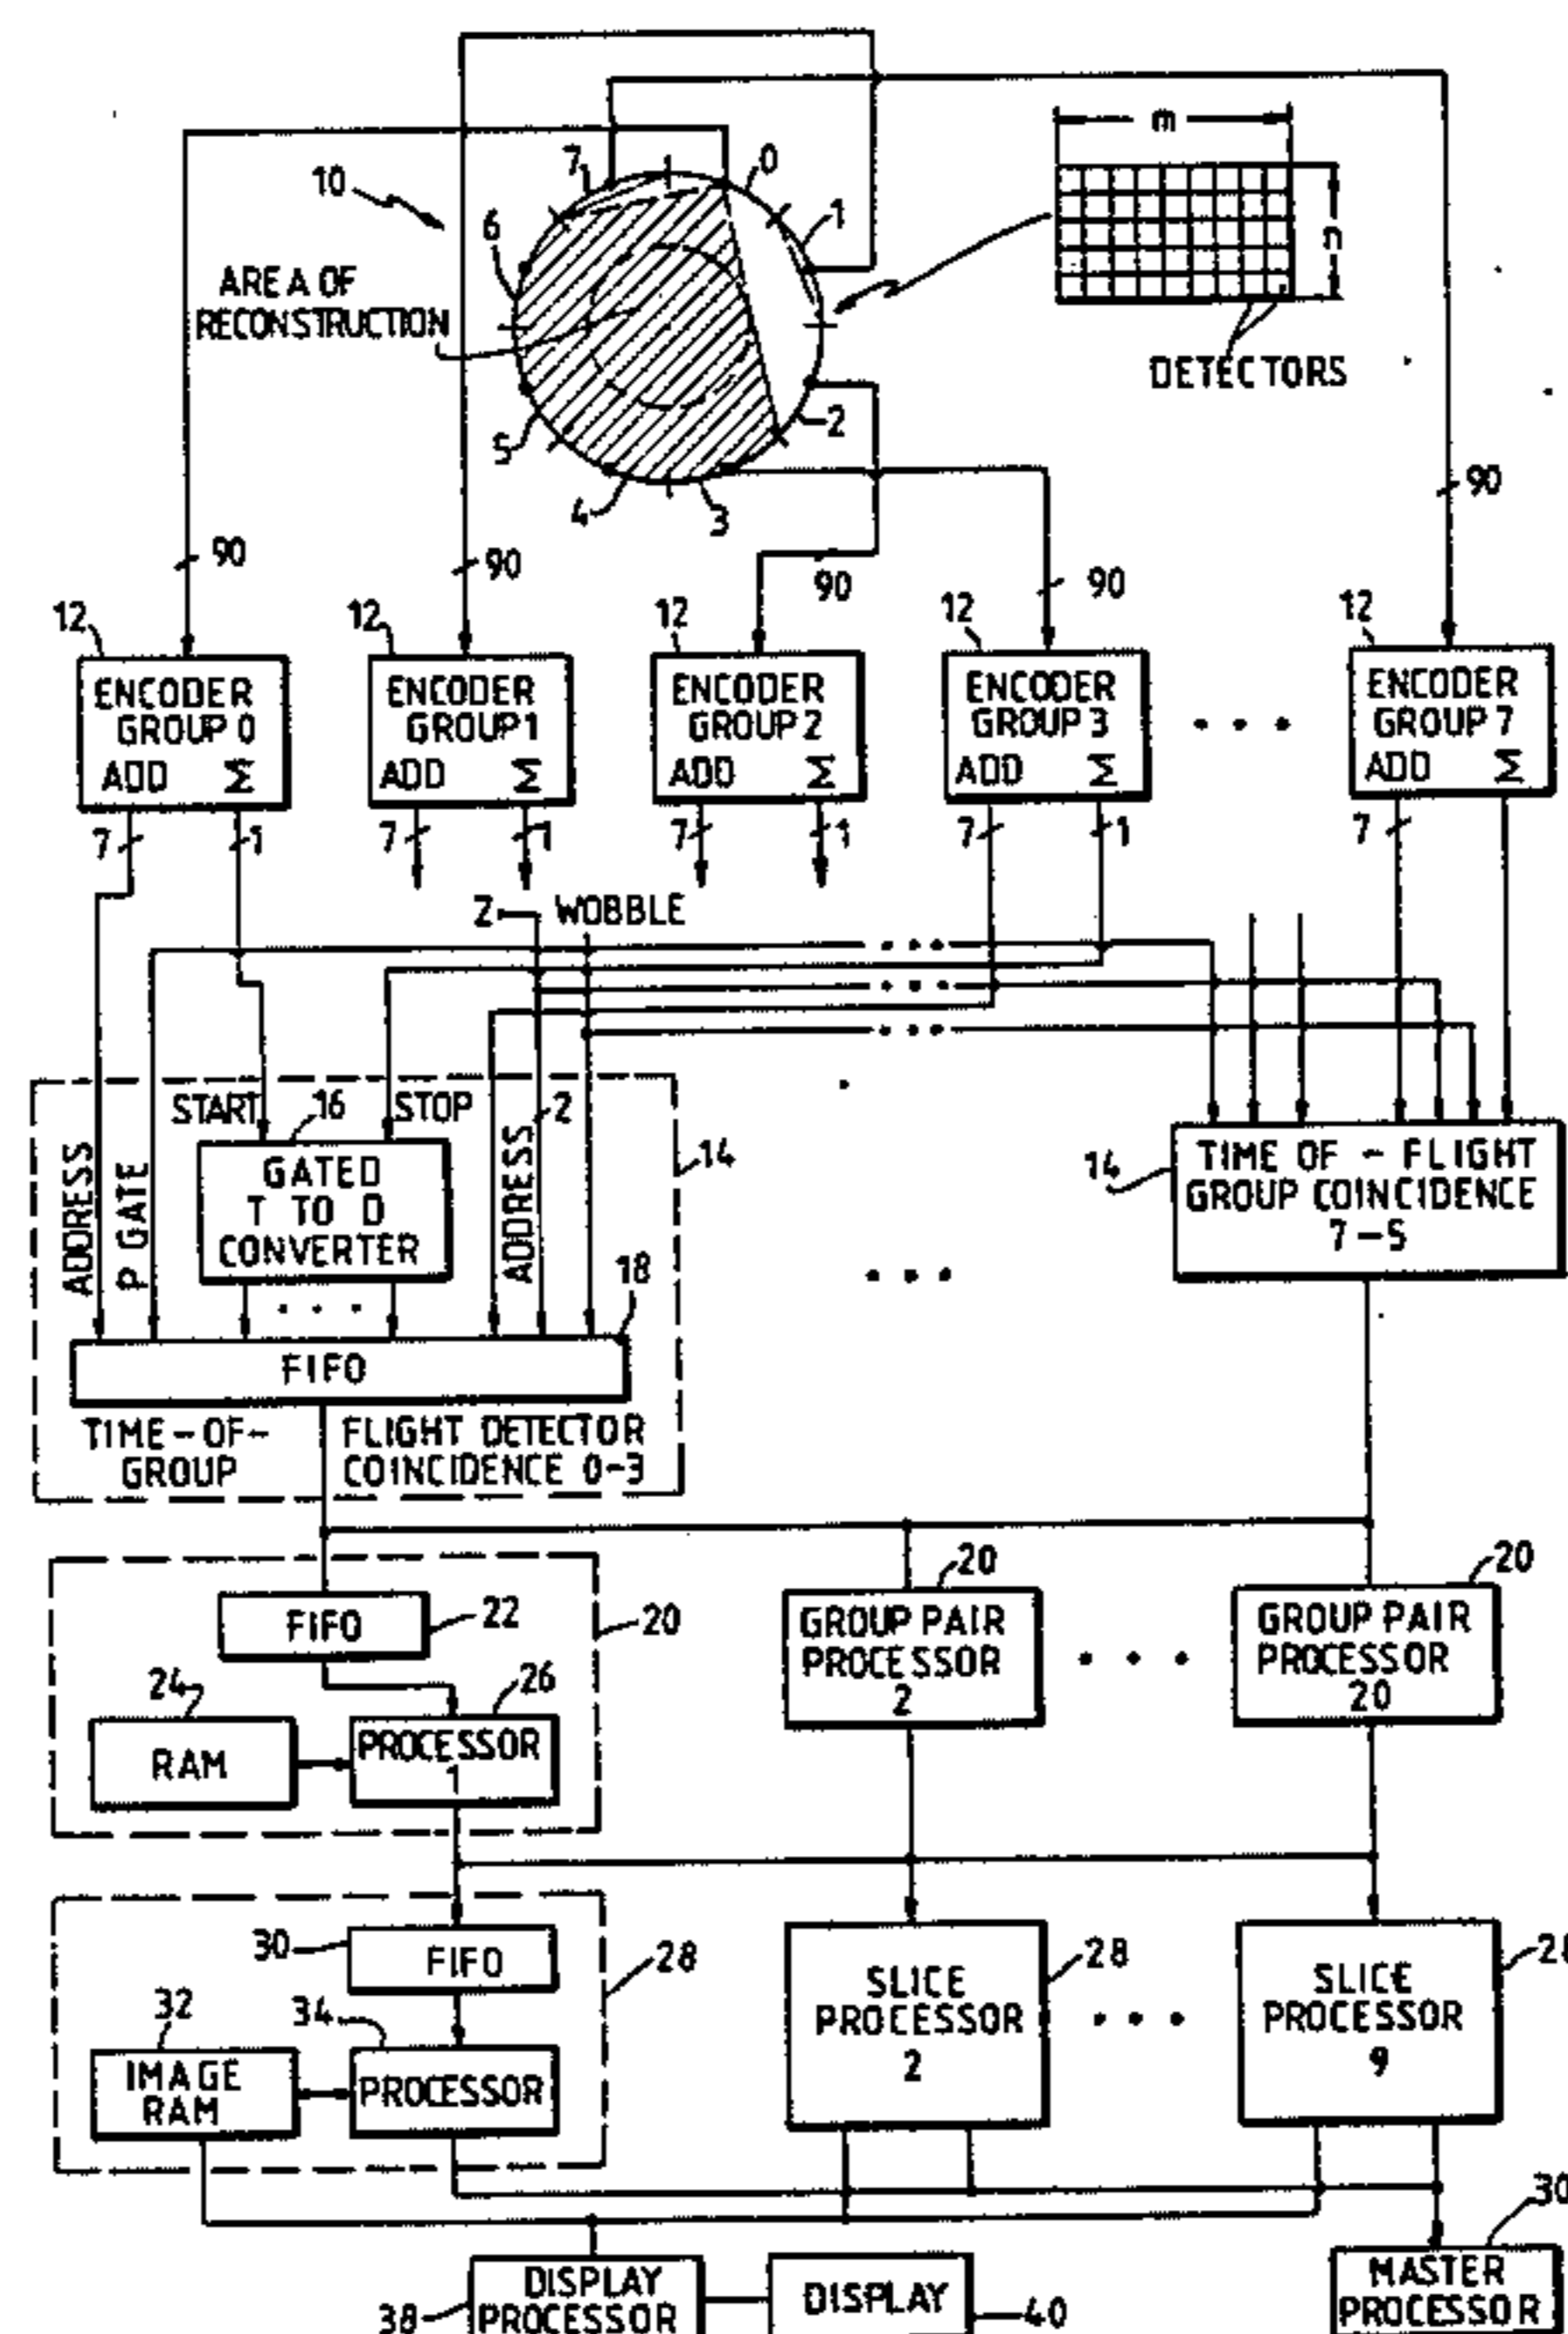 m
0
7
10
1
6
n
AREA OF
RECONSTRUCTION
DETECTORS
2
5
4
3
90
90
90
90
90
12
12
12
12
12
ENCODER
GROUP 0
ADD Σ
ENCODER
GROUP 1
ADD Σ
ENCODER
GROUP 2
ADD Σ
ENCODER
GROUP 3
ADD Σ
• • •
ENCODER
GROUP 7
ADD Σ
7
1
7
1
7
1
7
1
7
2
WOBBLE
START
16
STOP
2
ADDRESS
P GATE
GATED
T TO D
CONVERTER
ADDRESS
14
18
FIFO
TIME-OF-
GROUP
FLIGHT DETECTOR
COINCIDENCE 0-3
14
TIME OF - FLIGHT
GROUP COINCIDENCE
7-5
FIFO
22
20
24
RAM
26
PROCESSOR
1
20
GROUP PAIR
PROCESSOR
2
• • •
20
GROUP PAIR
PROCESSOR
20
30
FIFO
28
32
34
IMAGE
RAM
PROCESSOR
SLICE
PROCESSOR
2
28
• • •
SLICE
PROCESSOR
9
28
30
DISPLAY
PROCESSOR
38
DISPLAY
40
MASTER
PROCESSOR